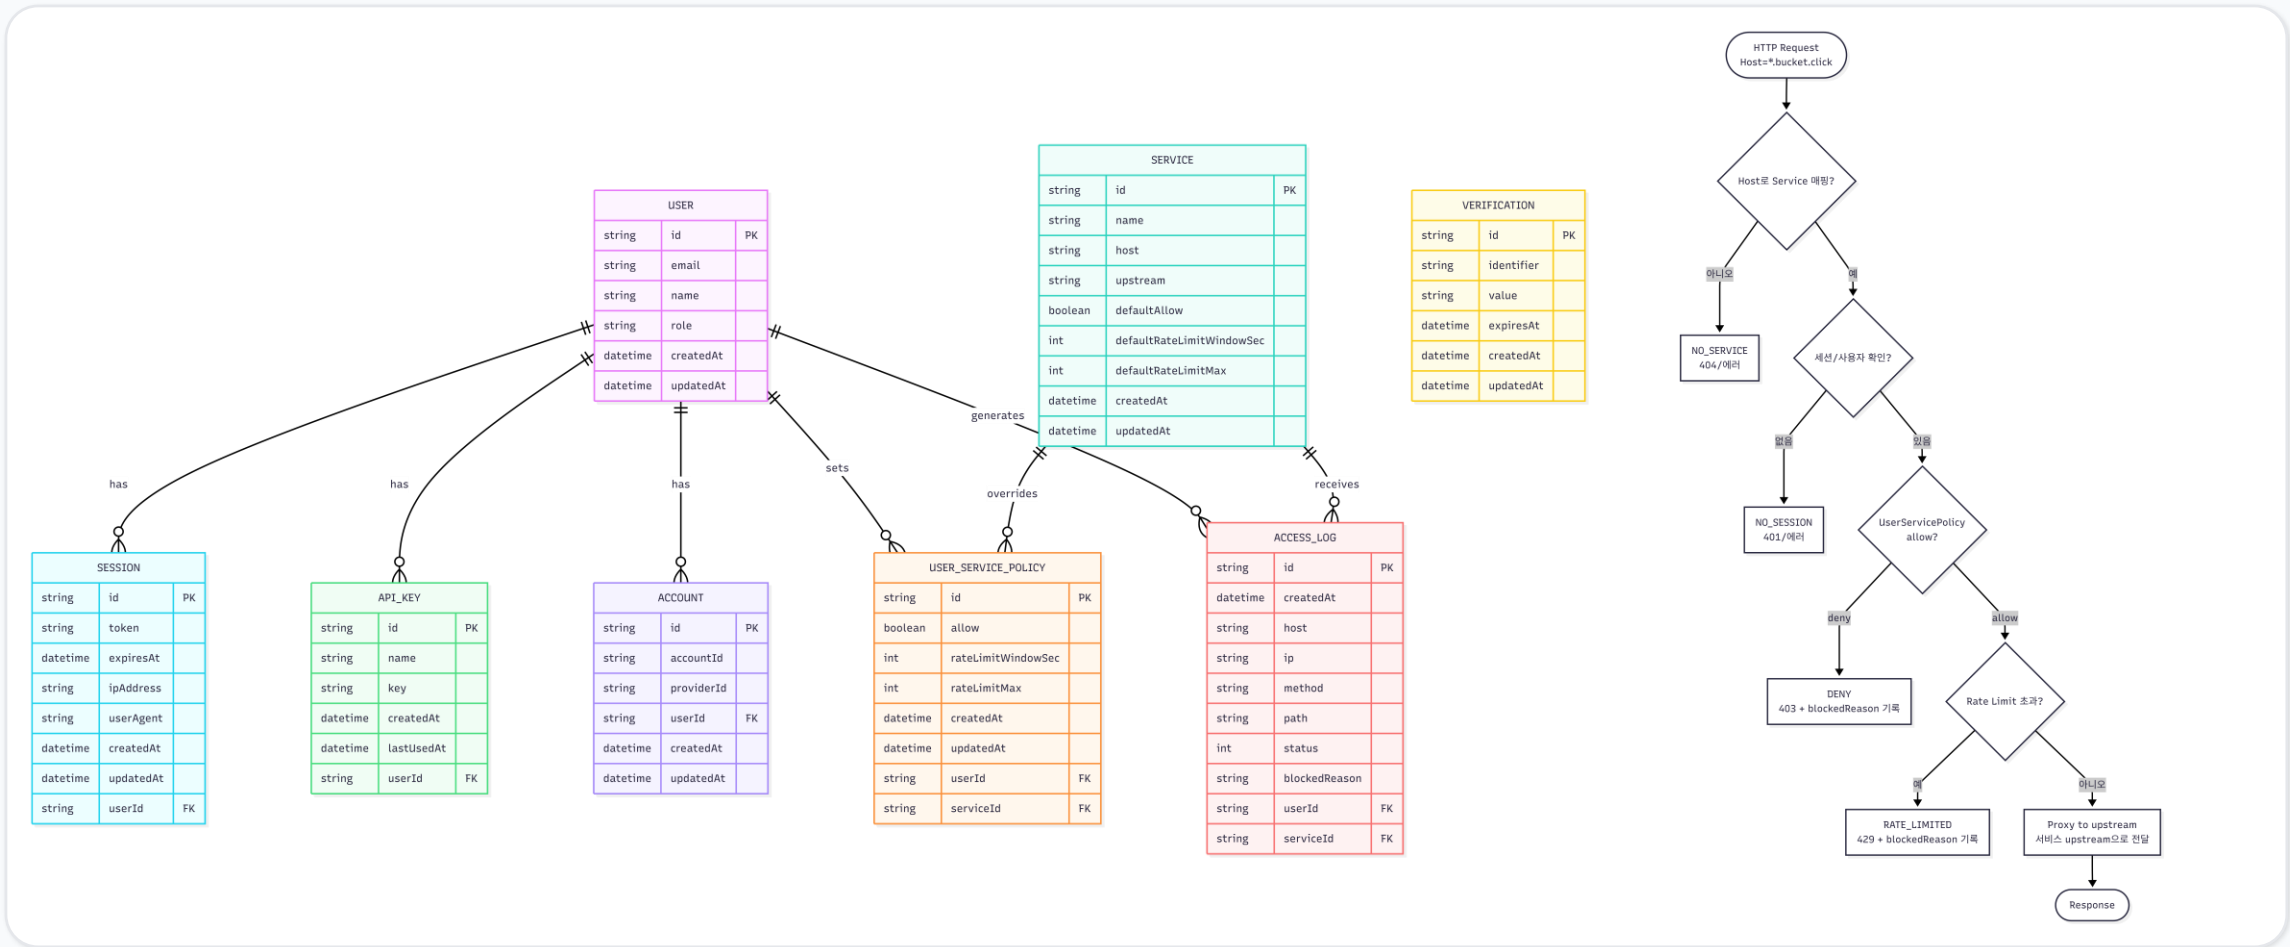 USER
string id PK
string email
string name
string role
datetime createdAt
datetime updatedAt
SERVICE
string id PK
string name
string host
string upstream
boolean defaultAllow
int defaultRateLimitWindowSec
int defaultRateLimitMax
datetime createdAt
datetime updatedAt
VERIFICATION
string id PK
string identifier
string value
datetime expiresAt
datetime createdAt
datetime updatedAt
has
has
has
sets
generates
overrides
receives
SESSION
string id PK
string token
datetime expiresAt
string ipAddress
string userAgent
datetime createdAt
datetime updatedAt
string userId FK
API_KEY
string id PK
string name
string key
datetime createdAt
datetime lastUsedAt
string userId FK
ACCOUNT
string id PK
string accountId
string providerId
string userId FK
datetime createdAt
datetime updatedAt
USER_SERVICE_POLICY
string id PK
boolean allow
int rateLimitWindowSec
int rateLimitMax
datetime createdAt
datetime updatedAt
string userId FK
string serviceId FK
ACCESS_LOG
string id PK
datetime createdAt
string host
string ip
string method
string path
int status
string blockedReason
string userId FK
string serviceId FK
HTTP Request
Host=*.bucket.click
Host로 Service 매핑?
아니오
예
NO_SERVICE
404/에러
세션/사용자 확인?
없음
있음
NO_SESSION
401/에러
UserServicePolicy
allow?
deny
allow
DENY
403 + blockedReason 기록
Rate Limit 초과?
예
아니오
RATE_LIMITED
429 + blockedReason 기록
Proxy to upstream
서비스 upstream으로 전달
Response